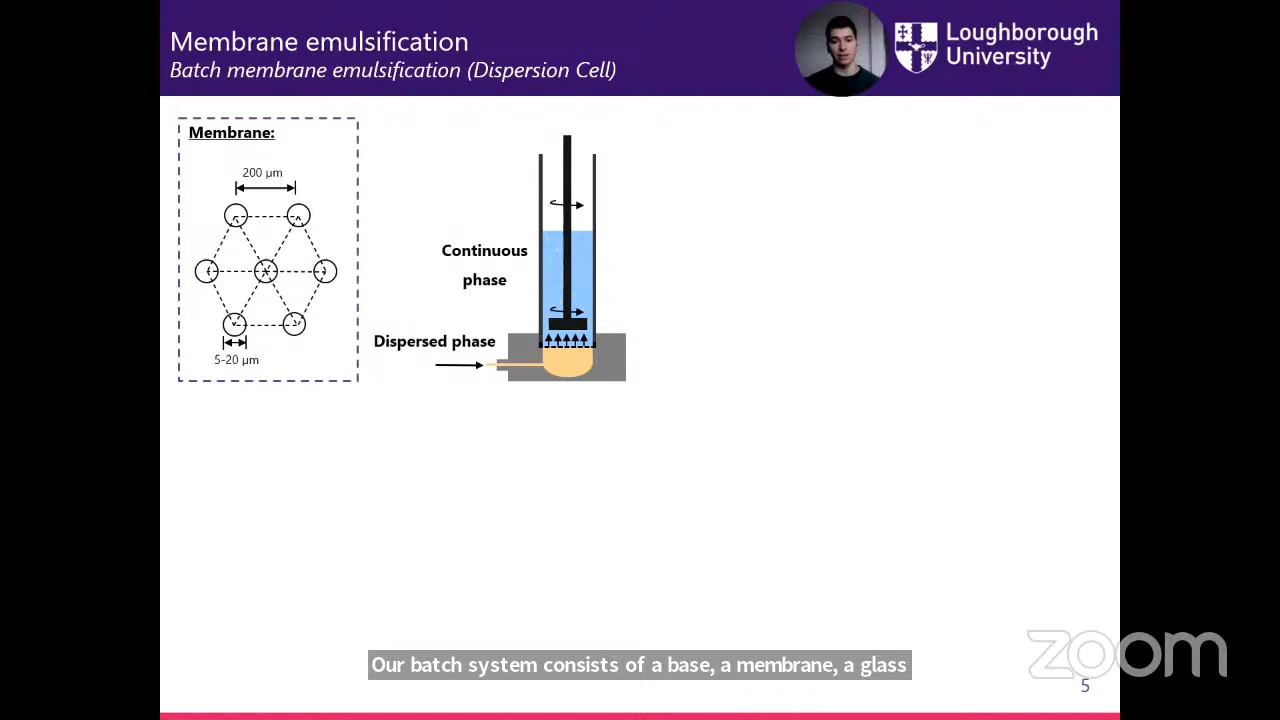 Membrane emulsification
Batch membrane emulsification (Dispersion Cell)
Loughborough
University
Membrane:
200 µm
5-20 µm
Continuous
phase
Dispersed phase
Our batch system consists of a base, a membrane, a glass
zoom
5